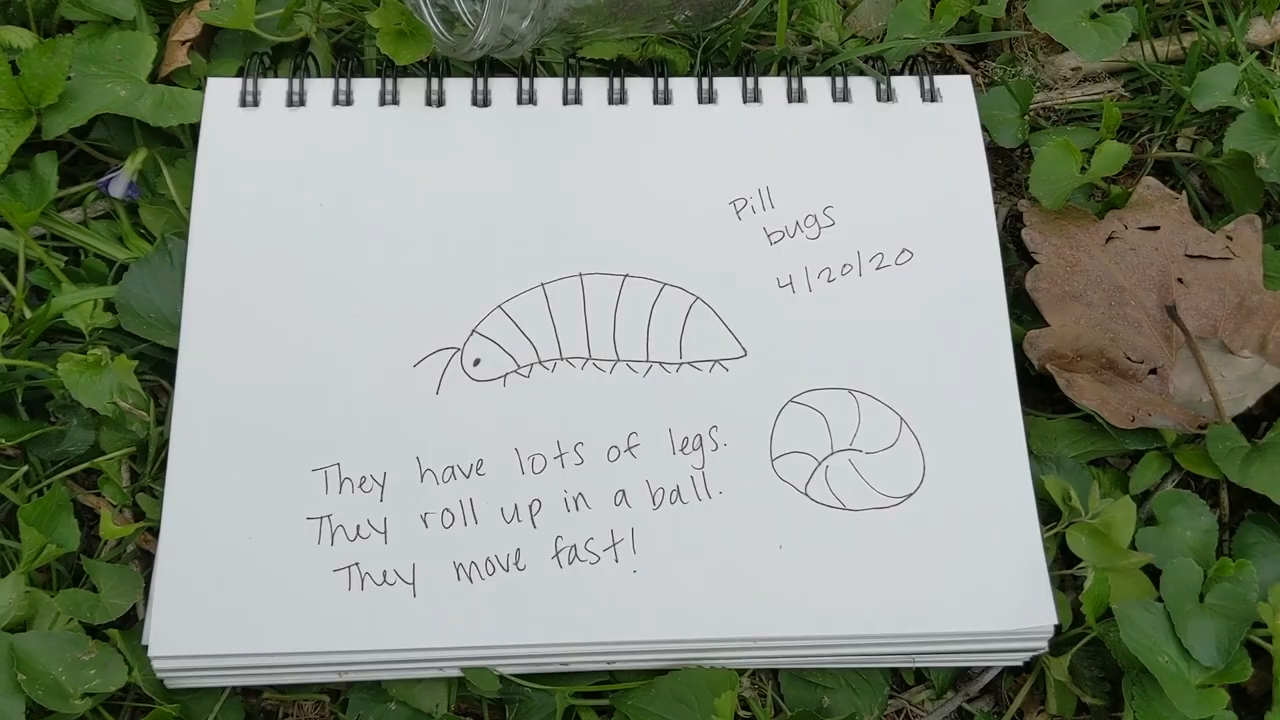 Pill
bugs
4/20/20
They have lots of legs.
They roll up in a ball.
They move fast!